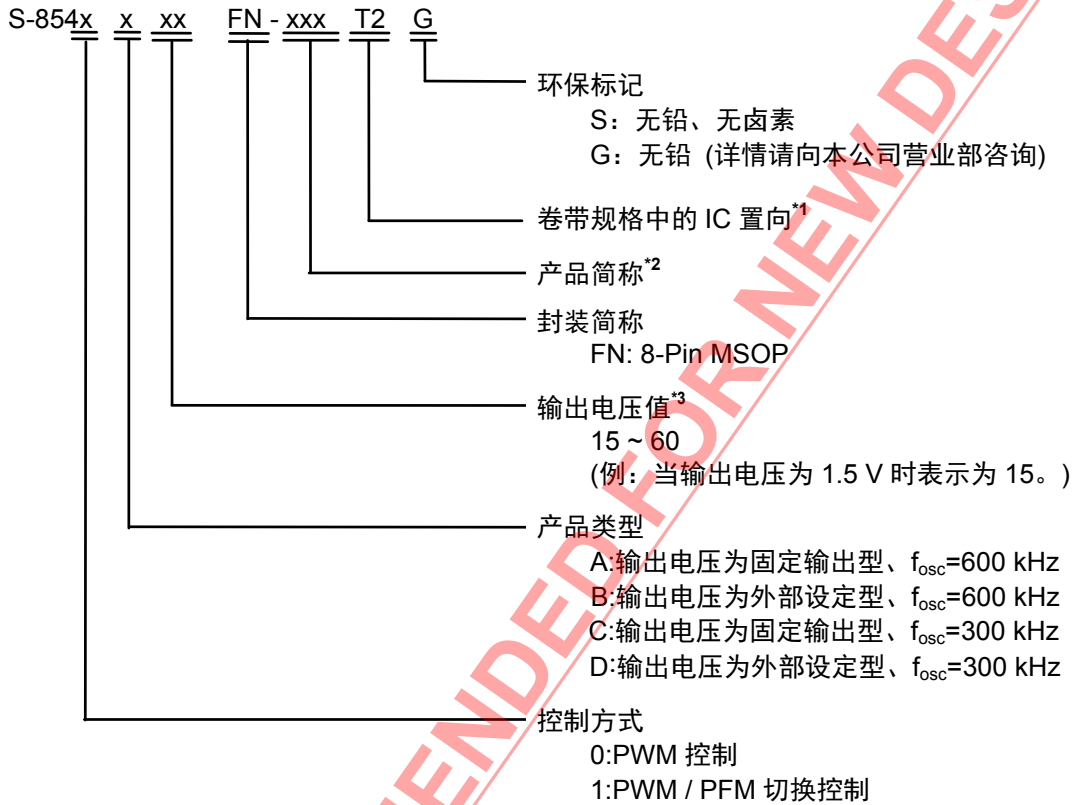 S-854x x xx FN - xxx T2 G
环保标记
S：无铅、无卤素
G：无铅 (详情请向本公司营业部咨询)
卷带规格中的 IC 置向*1
产品简称*2
封装简称
FN: 8-Pin MSOP
输出电压值*3
15 ~ 60
(例：当输出电压为 1.5 V 时表示为 15。)
产品类型
A:输出电压为固定输出型、fosc=600 kHz
B:输出电压为外部设定型、fosc=600 kHz
C:输出电压为固定输出型、fosc=300 kHz
D:输出电压为外部设定型、fosc=300 kHz
控制方式
0:PWM 控制
1:PWM / PFM 切换控制
ENDED FOR NEW DES